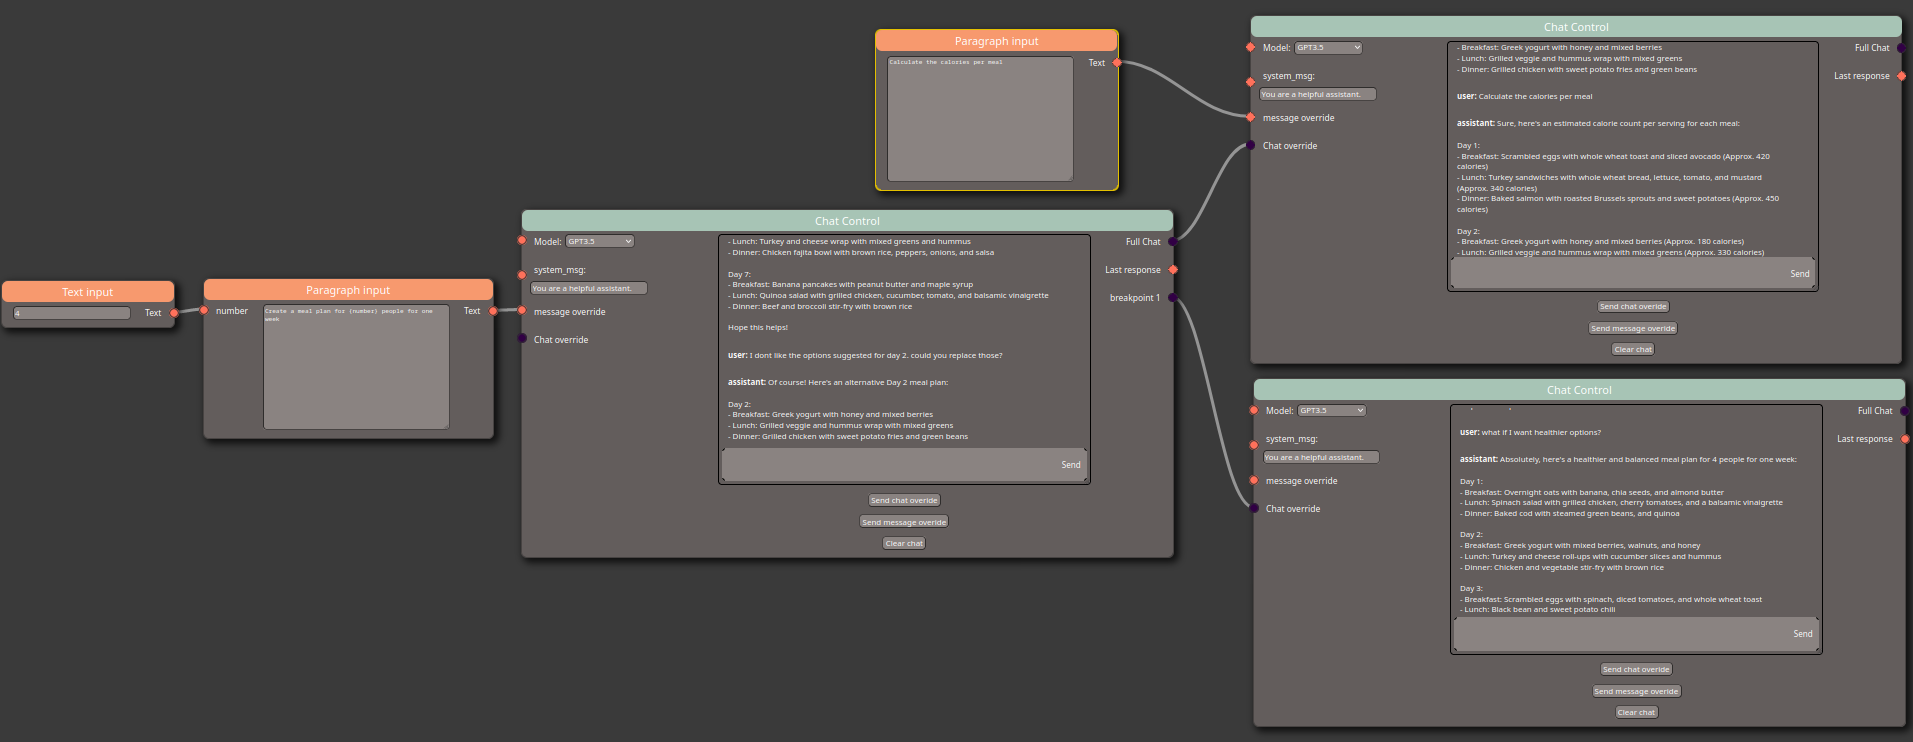 Text input
4
Text
Paragraph input
number
Create a meal plan for {number} people for one
week
Text
Chat Control
Model:
GPT3.5
system_msg:
You are a helpful assistant.
message override
Chat override
- Lunch: Turkey and cheese wrap with mixed greens and hummus
- Dinner: Chicken fajita bowl with brown rice, peppers, onions, and salsa
Day 7:
- Breakfast: Banana pancakes with peanut butter and maple syrup
- Lunch: Quinoa salad with grilled chicken, cucumber, tomato, and balsamic vinaigrette
- Dinner: Beef and broccoli stir-fry with brown rice
Hope this helps!
user: I dont like the options suggested for day 2. could you replace those?
assistant: Of course! Here's an alternative Day 2 meal plan:
Day 2:
- Breakfast: Greek yogurt with honey and mixed berries
- Lunch: Grilled veggie and hummus wrap with mixed greens
- Dinner: Grilled chicken with sweet potato fries and green beans
Send
Send chat overide
Send message overide
Clear chat
Full Chat
Last response
breakpoint 1
Paragraph input
Calculate the calories per meal
Text
Chat Control
Model:
GPT3.5
system_msg:
You are a helpful assistant.
message override
Chat override
- Breakfast: Greek yogurt with honey and mixed berries
- Lunch: Grilled veggie and hummus wrap with mixed greens
- Dinner: Grilled chicken with sweet potato fries and green beans
user: Calculate the calories per meal
assistant: Sure, here's an estimated calorie count per serving for each meal:
Day 1:
- Breakfast: Scrambled eggs with whole wheat toast and sliced avocado (Approx. 420
calories)
- Lunch: Turkey sandwiches with whole wheat bread, lettuce, tomato, and mustard
(Approx. 340 calories)
- Dinner: Baked salmon with roasted Brussels sprouts and sweet potatoes (Approx. 450
calories)
Day 2:
- Breakfast: Greek yogurt with honey and mixed berries (Approx. 180 calories)
- Lunch: Grilled veggie and hummus wrap with mixed greens (Approx. 330 calories)
Send
Send chat overide
Send message overide
Clear chat
Full Chat
Last response
Chat Control
Model:
GPT3.5
system_msg:
You are a helpful assistant.
message override
Chat override
user: what if I want healthier options?
assistant: Absolutely, here's a healthier and balanced meal plan for 4 people for one week:
Day 1:
- Breakfast: Overnight oats with banana, chia seeds, and almond butter
- Lunch: Spinach salad with grilled chicken, cherry tomatoes, and a balsamic vinaigrette
- Dinner: Baked cod with steamed green beans, and quinoa
Day 2:
- Breakfast: Greek yogurt with mixed berries, walnuts, and honey
- Lunch: Turkey and cheese roll-ups with cucumber slices and hummus
- Dinner: Chicken and vegetable stir-fry with brown rice
Day 3:
- Breakfast: Scrambled eggs with spinach, diced tomatoes, and whole wheat toast
- Lunch: Black bean and sweet potato chili
Send
Send chat overide
Send message overide
Clear chat
Full Chat
Last response